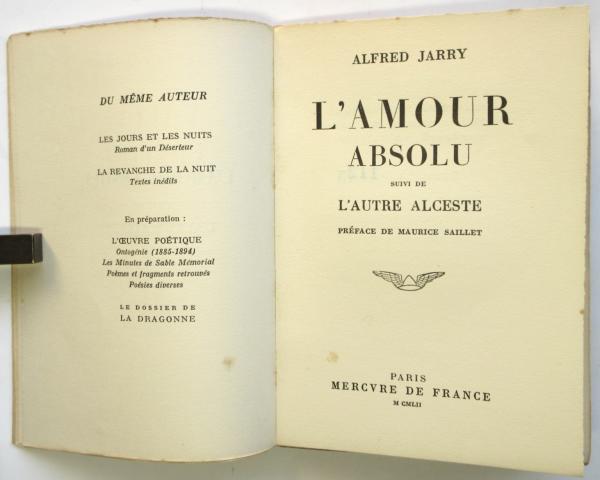 DU MÊME AUTEUR
LES JOURS ET LES NUITS
Roman d'un Déserteur
LA REVANCHE DE LA NUIT
Textes inédits
En préparation :
L'ŒUVRE POÉTIQUE
Ontogénie (1885-1894)
Les Minutes de Sable Mémorial
Poèmes et fragments retrouvés
Poésies diverses
LE DOSSIER DE
LA DRAGONNE
ALFRED JARRY
L'AMOUR
ABSOLU
SUIVI DE
L'AUTRE ALCESTE
PRÉFACE DE MAURICE SAILLET
PARIS
MERCVRE DE FRANCE
M CMLII